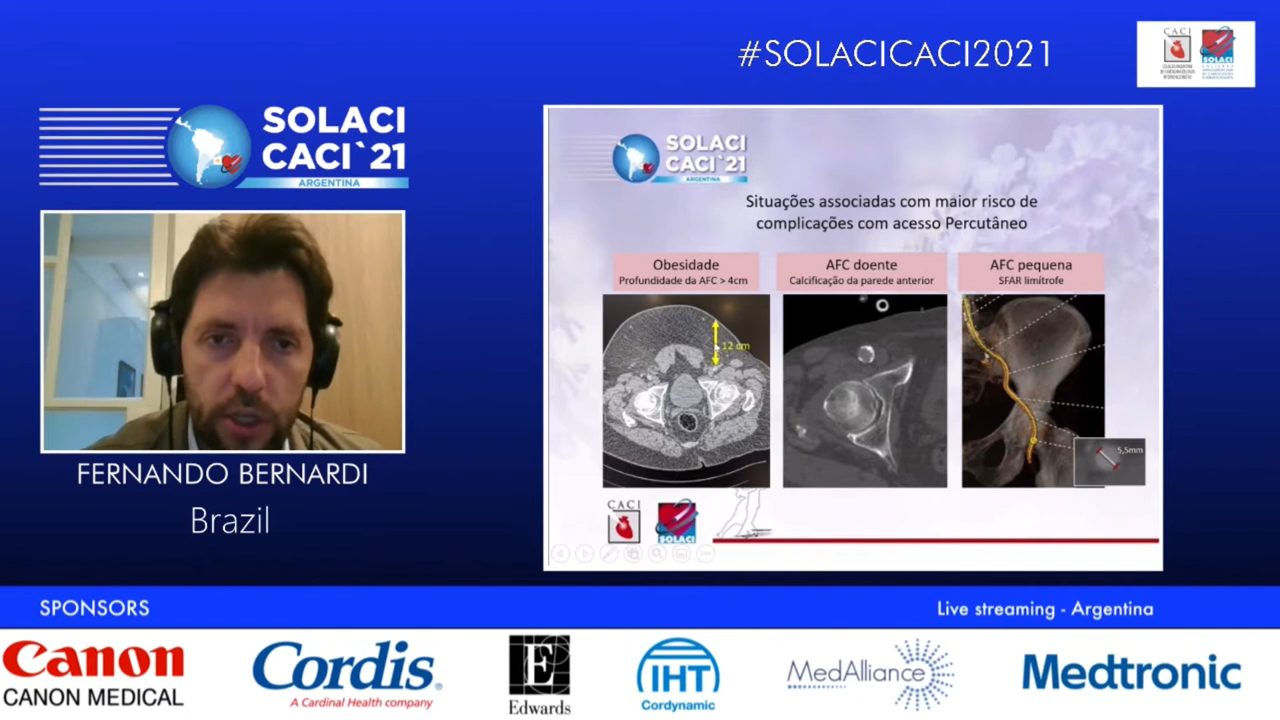 #SOLACICACI2021
CACI
SOLACI
SOLACI
CACI`21
ARGENTINA
SOLACI
CACI`21
ARGENTINA
Situações associadas com maior risco de
complicações com acesso Percutâneo
Obesidade
Profundidade da AFC > 4cm
AFC doente
Calcificação da parede anterior
AFC pequena
SFAR limítrofe
12 cm
5,5mm
CACI
SOLACI
FERNANDO BERNARDI
Brazil
SPONSORS
Live streaming - Argentina
Canon
CANON MEDICAL
Cordis®
A Cardinal Health company
E
Edwards
IHT
Cordynamic
MedAlliance
Medtronic